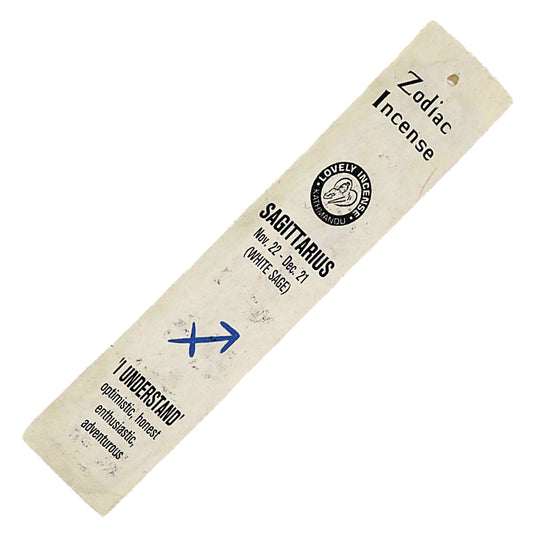 Zodiac
Incense
LOVELY INCENSE
KATHMANDU
SAGITTARIUS
Nov. 22 - Dec. 21
(WHITE SAGE)
'I UNDERSTAND'
optimistic, honest
enthusiastic,
adventurous